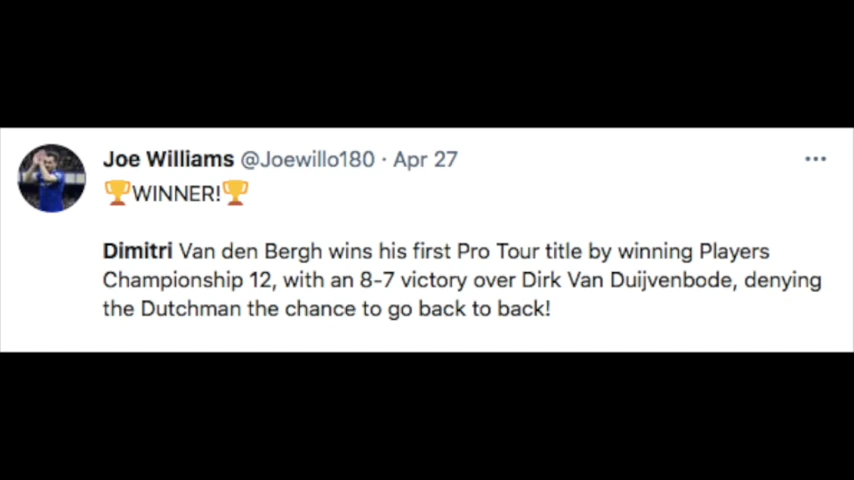 Joe Williams @Joewillo180 · Apr 27
🏆WINNER!🏆
Dimitri Van den Bergh wins his first Pro Tour title by winning Players
Championship 12, with an 8-7 victory over Dirk Van Duijvenbode, denying
the Dutchman the chance to go back to back!